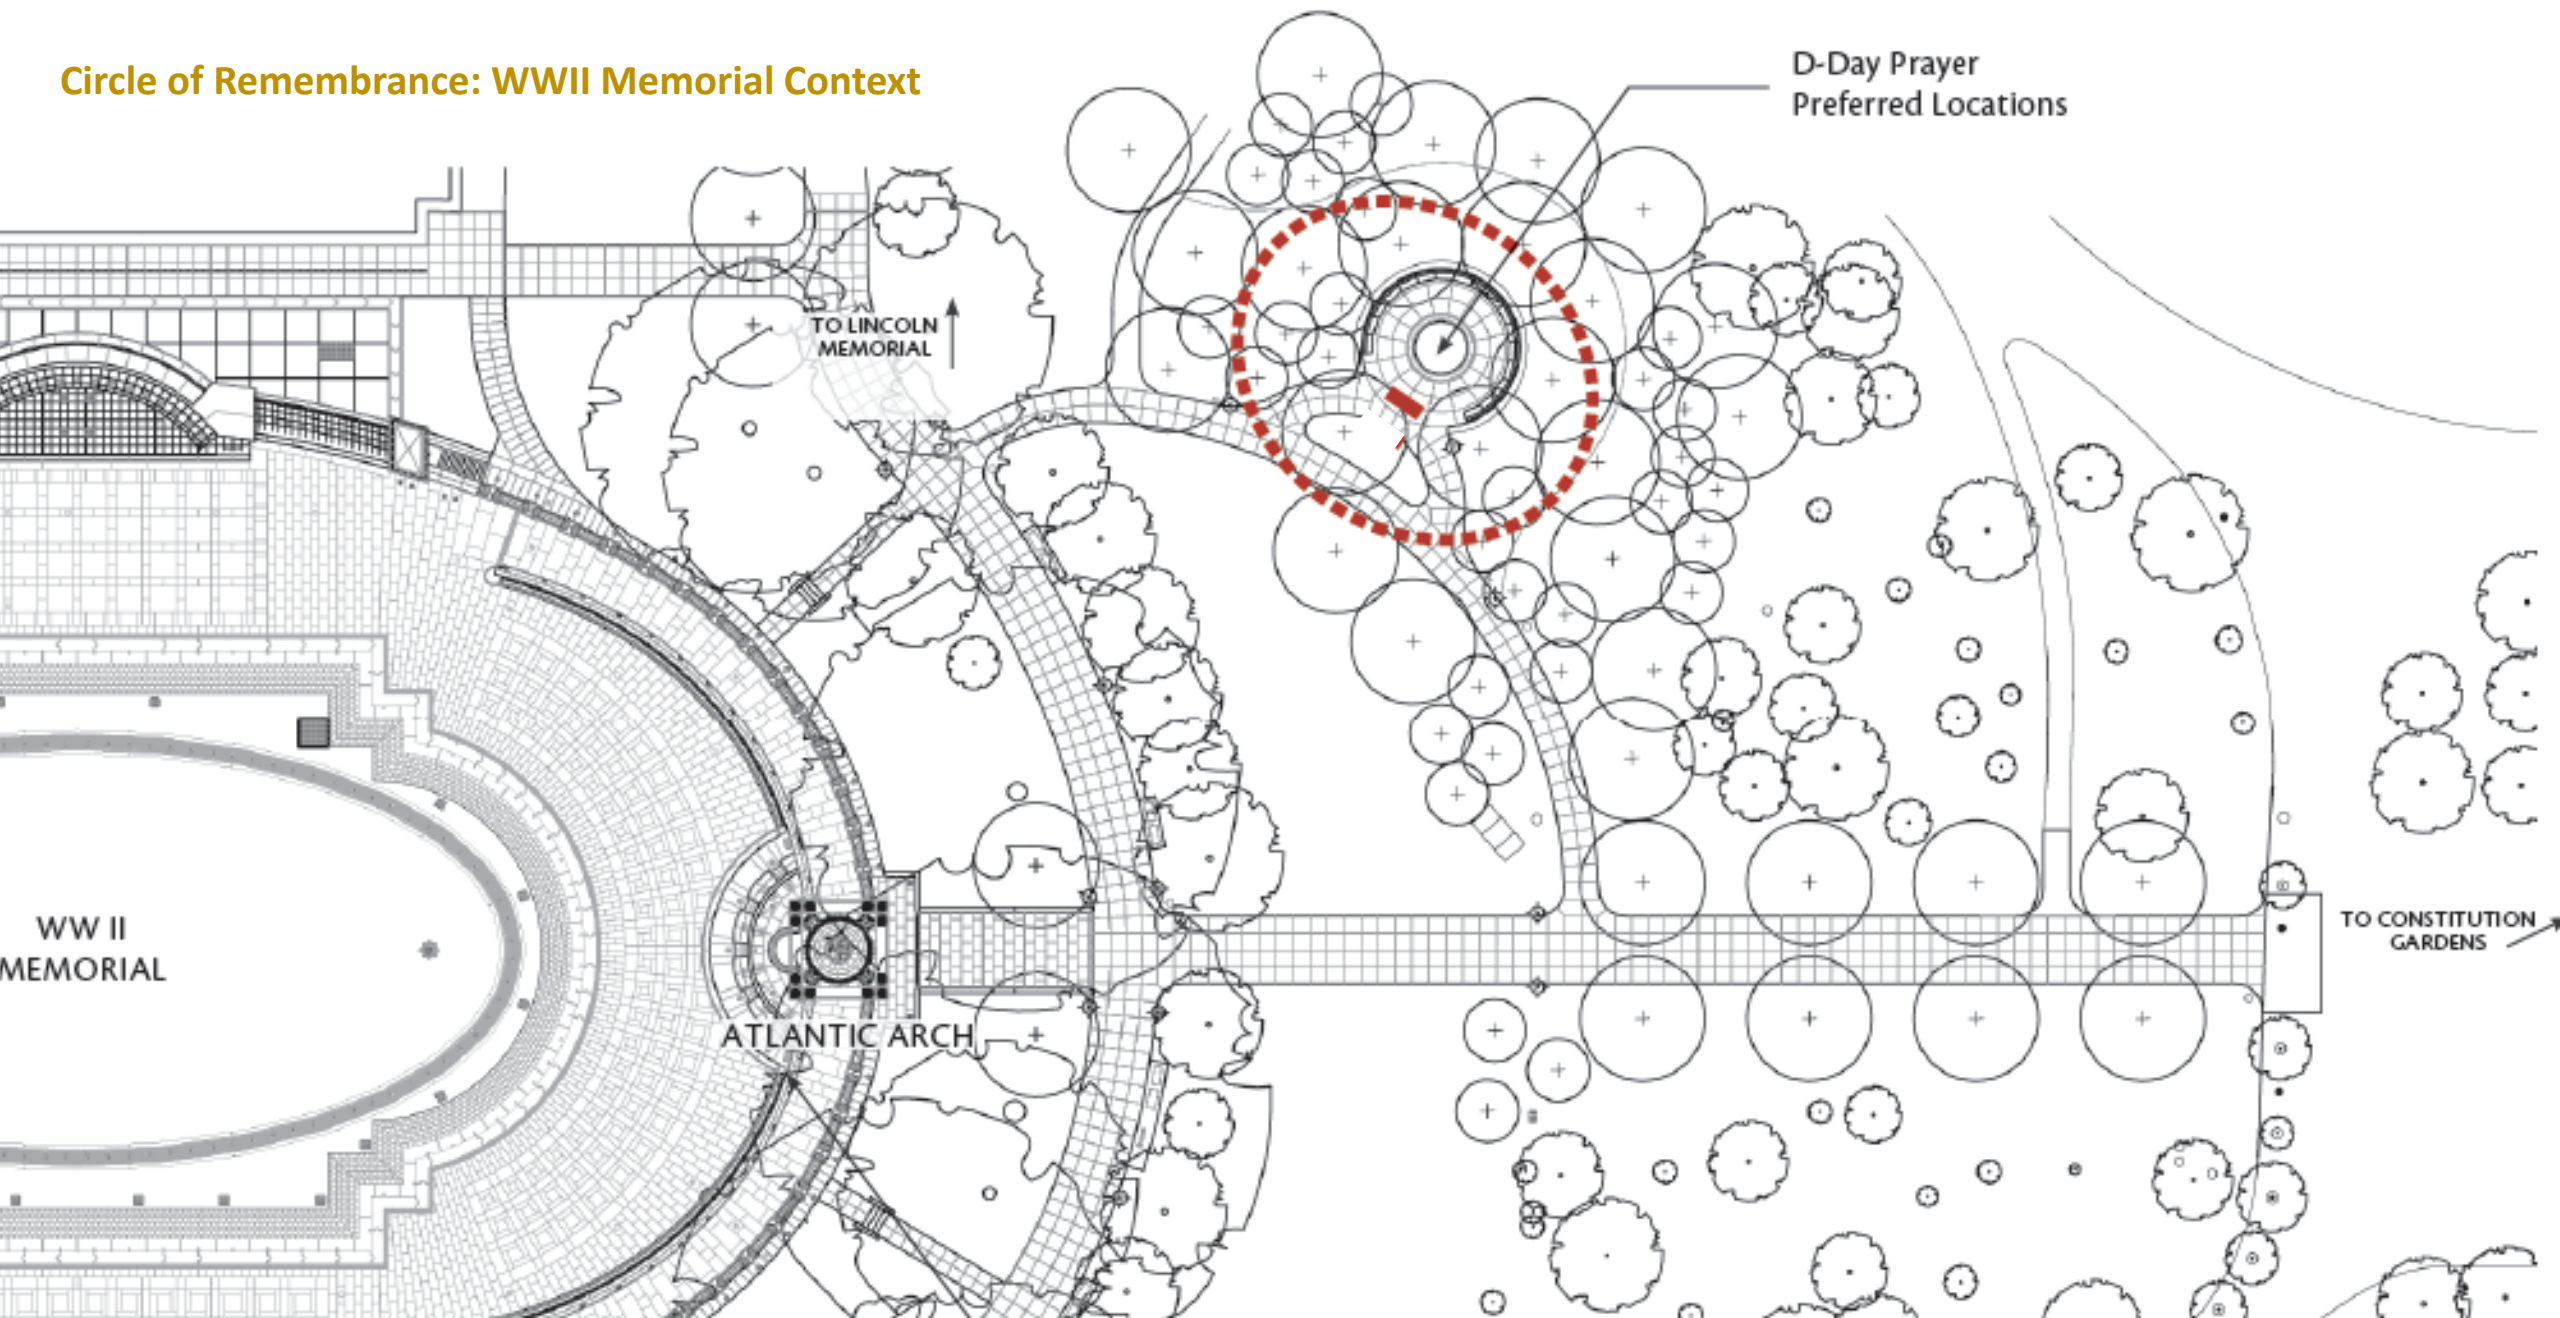 Circle of Remembrance: WWII Memorial Context
D-Day Prayer
Preferred Locations
TO LINCOLN
MEMORIAL
WW II
MEMORIAL
ATLANTIC ARCH
TO CONSTITUTION
GARDENS